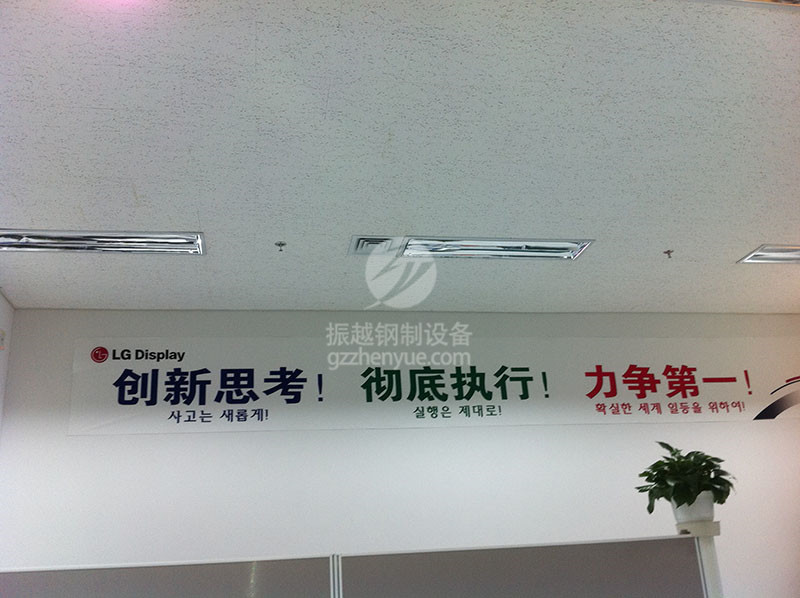 振越钢制设备
gzzhenyue.com
LG Display
创新思考! 彻底执行! 力争第一!
사고는 새롭게! 실행은 제대로! 확실한 세계 일등을 위하여!